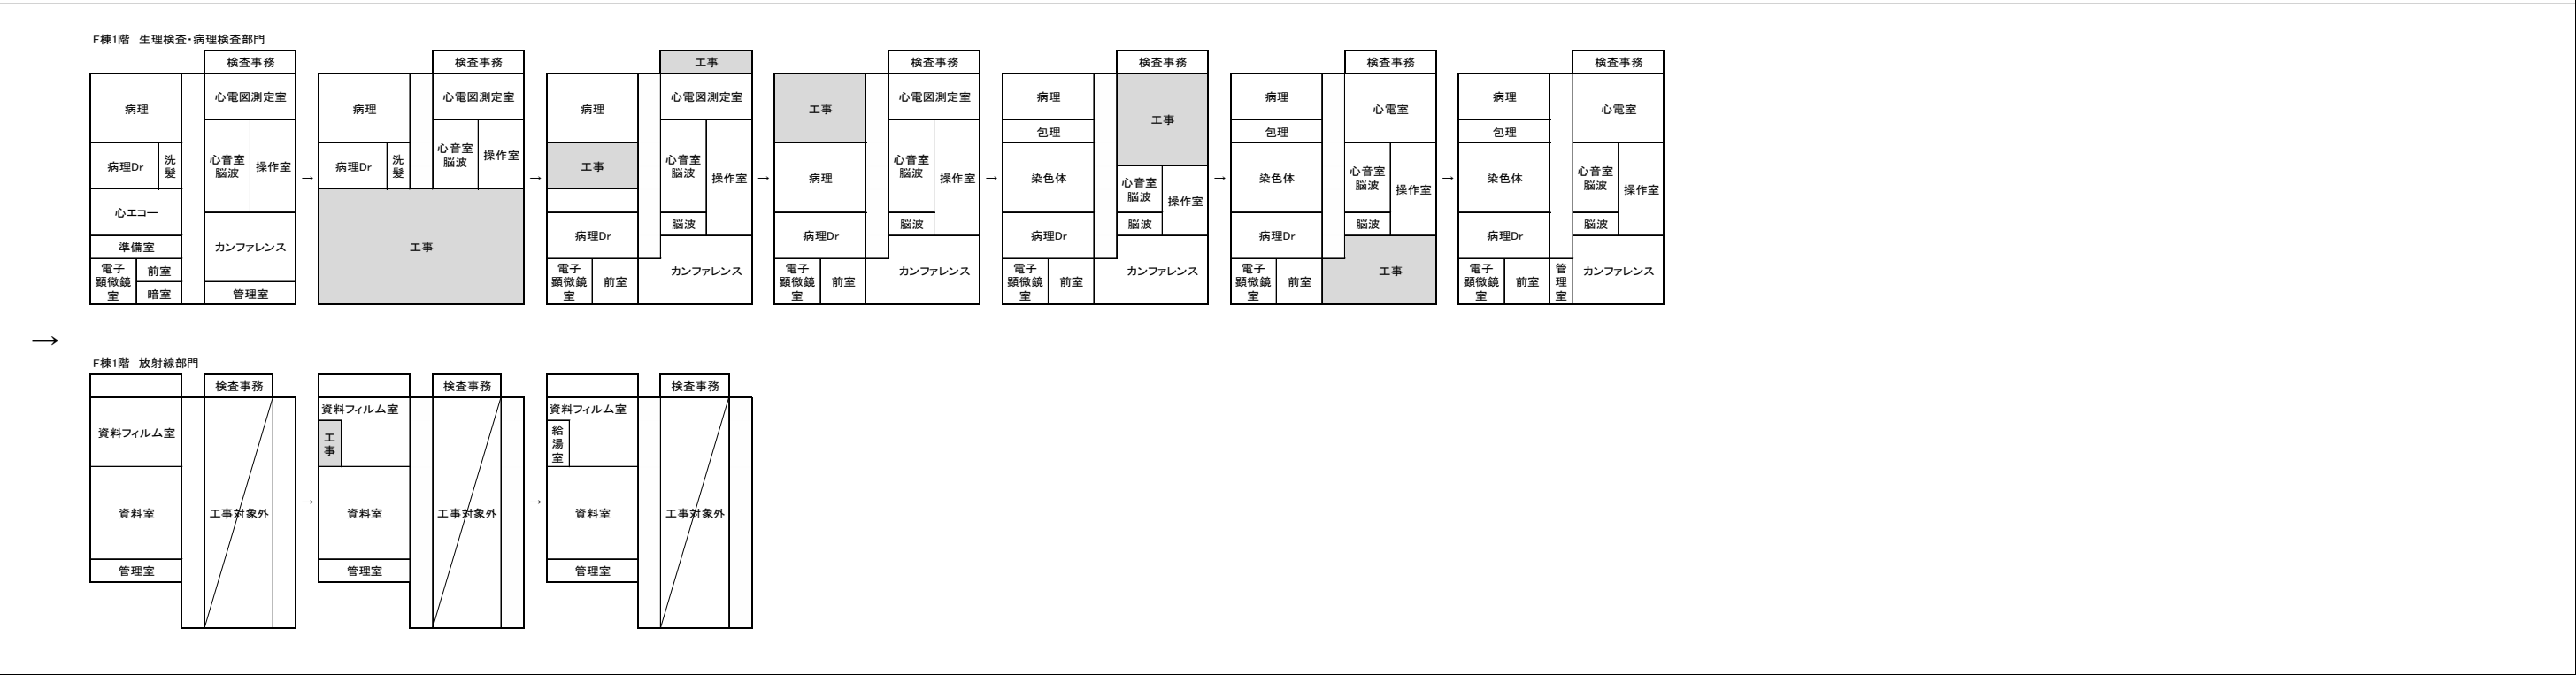 F棟1階 生理検査・病理検査部門
検査事務
病理
心電図測定室
病理Dr
洗髪
心音室
脳波
操作室
心エコー
準備室
カンファレンス
電子
顕微鏡
室
前室
暗室
管理室
→
検査事務
病理
心電図測定室
病理Dr
洗髪
心音室
脳波
操作室
工事
→
工事
病理
心電図測定室
工事
心音室
脳波
操作室
脳波
病理Dr
電子
顕微鏡
室
前室
カンファレンス
→
検査事務
工事
心電図測定室
病理
心音室
脳波
操作室
脳波
病理Dr
電子
顕微鏡
室
前室
カンファレンス
→
検査事務
病理
工事
包理
染色体
心音室
脳波
操作室
脳波
病理Dr
電子
顕微鏡
室
前室
カンファレンス
→
検査事務
病理
心電室
包理
染色体
心音室
脳波
操作室
脳波
病理Dr
電子
顕微鏡
室
前室
工事
→
検査事務
病理
心電室
包理
染色体
心音室
脳波
操作室
脳波
病理Dr
電子
顕微鏡
室
前室
管理室
カンファレンス
→
F棟1階 放射線部門
検査事務
資料フィルム室
資料室
工事対象外
管理室
→
検査事務
資料フィルム室
工事
資料室
工事対象外
管理室
→
検査事務
資料フィルム室
給湯室
資料室
工事対象外
管理室